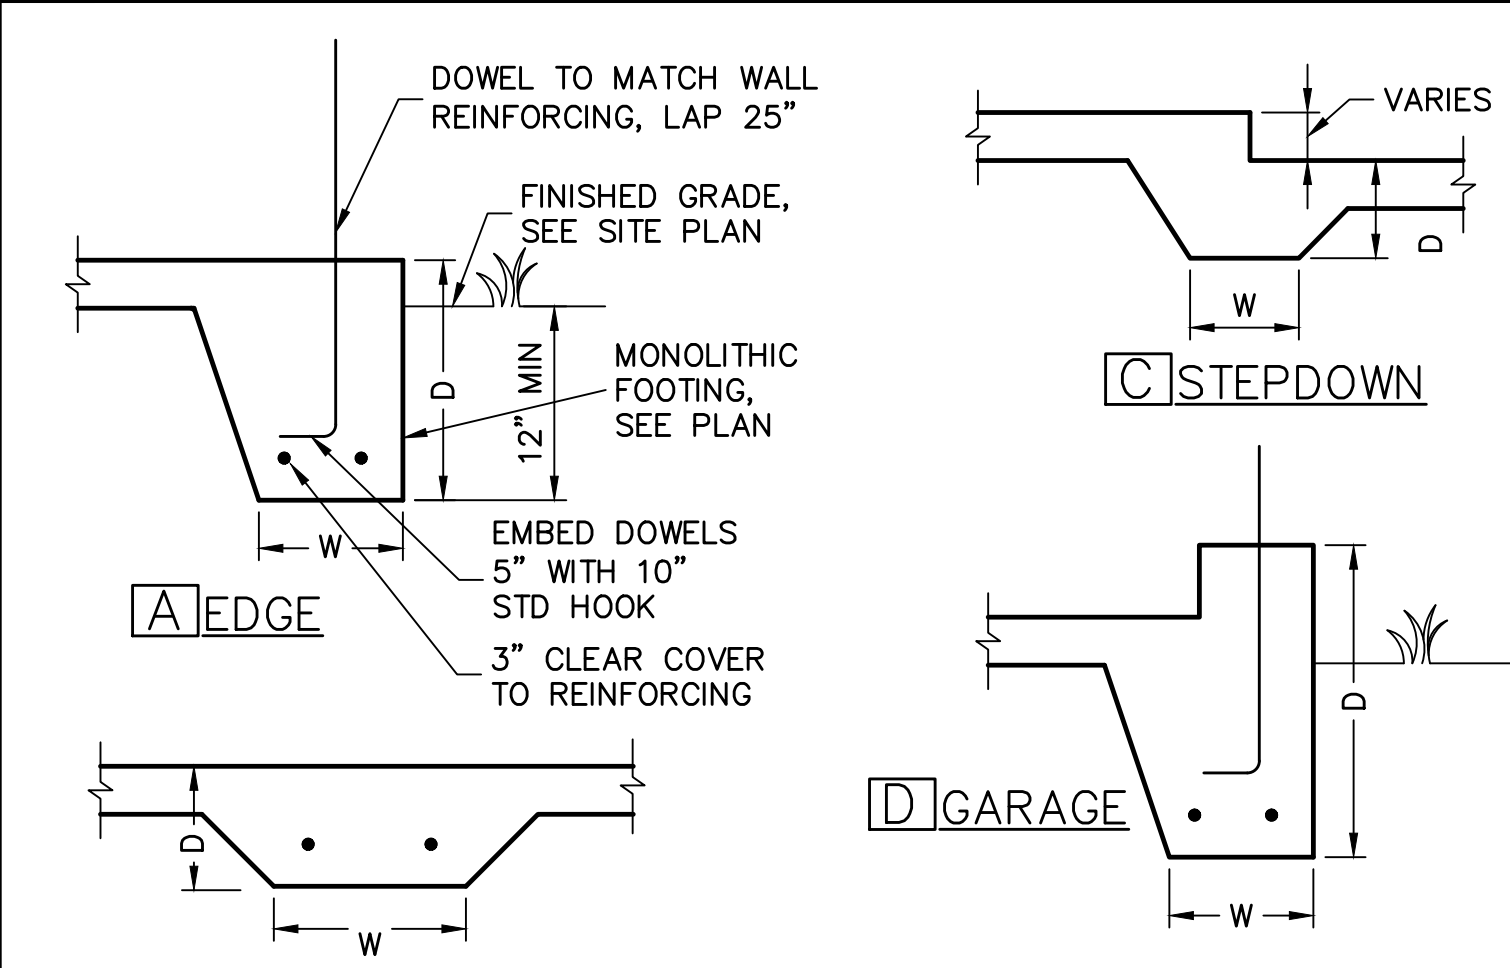 DOWEL TO MATCH WALL
REINFORCING, LAP 25”
FINISHED GRADE,
SEE SITE PLAN
D
12” MIN
MONOLITHIC
FOOTING,
SEE PLAN
W
EMBED DOWELS
5” WITH 10”
STD HOOK
3” CLEAR COVER
TO REINFORCING
A EDGE
D
W
VARIES
D
W
C STEPDOWN
D
W
D GARAGE